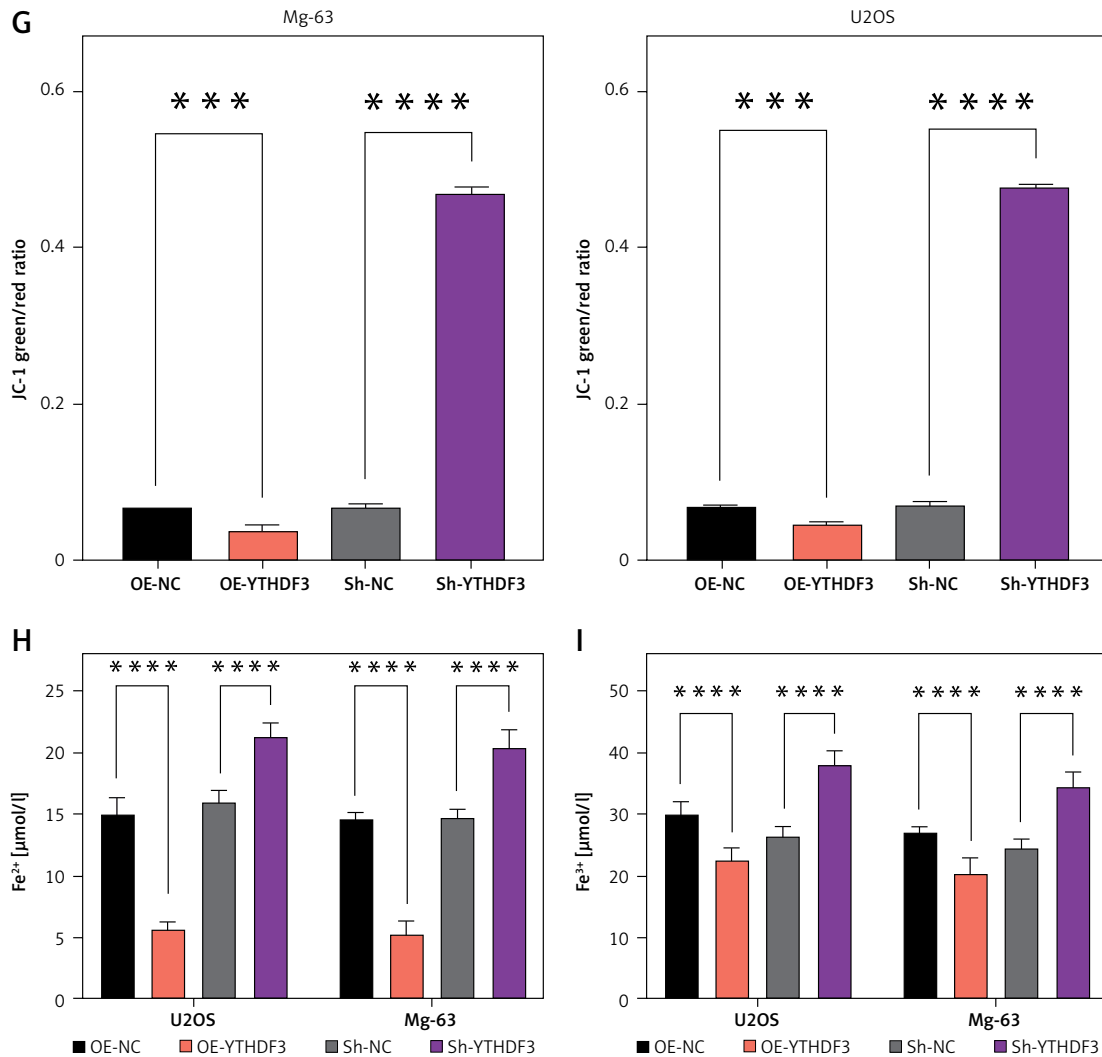 G
Mg-63
JC-1 green/red ratio
0.6
0.4
0.2
0
*** ****
OE-NC OE-YTHDF3 Sh-NC Sh-YTHDF3
U2OS
JC-1 green/red ratio
0.6
0.4
0.2
0
*** ****
OE-NC OE-YTHDF3 Sh-NC Sh-YTHDF3
H
Fe²⁺ [µmol/l]
25
20
15
10
5
0
**** **** **** ****
U2OS Mg-63
OE-NC OE-YTHDF3 Sh-NC Sh-YTHDF3
I
Fe³⁺ [µmol/l]
50
40
30
20
10
0
**** **** **** ****
U2OS Mg-63
OE-NC OE-YTHDF3 Sh-NC Sh-YTHDF3